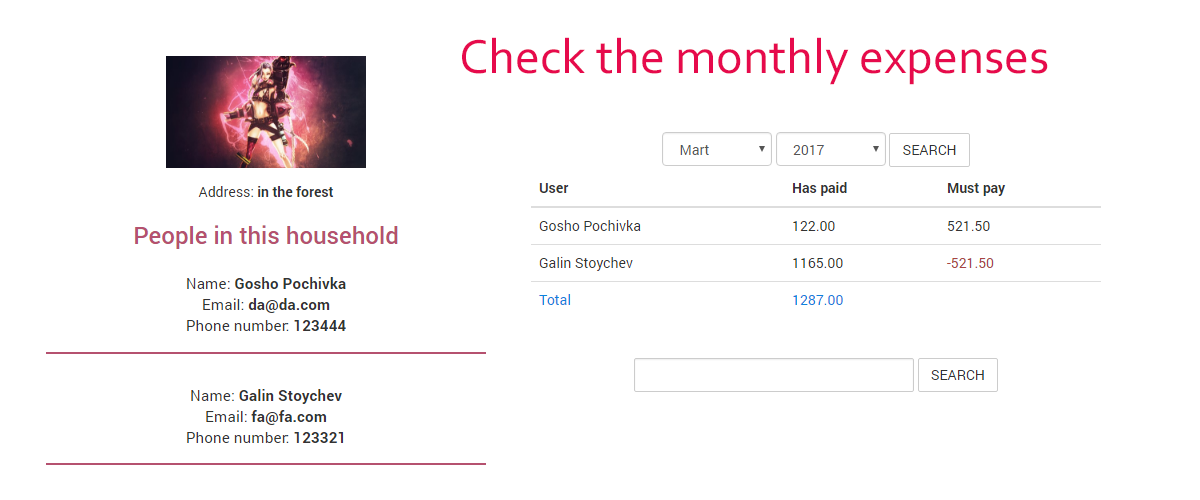 Check the monthly expenses
Address: in the forest
People in this household
Name: Gosho Pochivka
Email: da@da.com
Phone number: 123444
Name: Galin Stoychev
Email: fa@fa.com
Phone number: 123321
Mart 2017 SEARCH
User Has paid Must pay
Gosho Pochivka 122.00 521.50
Galin Stoychev 1165.00 -521.50
Total 1287.00
SEARCH